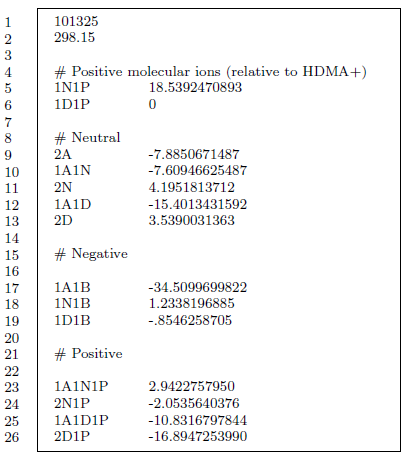 1 101325
2 298.15
3
4 # Positive molecular ions (relative to HDMA+)
5 1N1P 18.5392470893
6 1D1P 0
7
8 # Neutral
9 2A -7.8850671487
10 1A1N -7.60946625487
11 2N 4.1951813712
12 1A1D -15.4013431592
13 2D 3.5390031363
14
15 # Negative
16
17 1A1B -34.5099699822
18 1N1B 1.2338196885
19 1D1B -.8546258705
20
21 # Positive
22
23 1A1N1P 2.9422757950
24 2N1P -2.0535640376
25 1A1D1P -10.8316797844
26 2D1P -16.8947253990